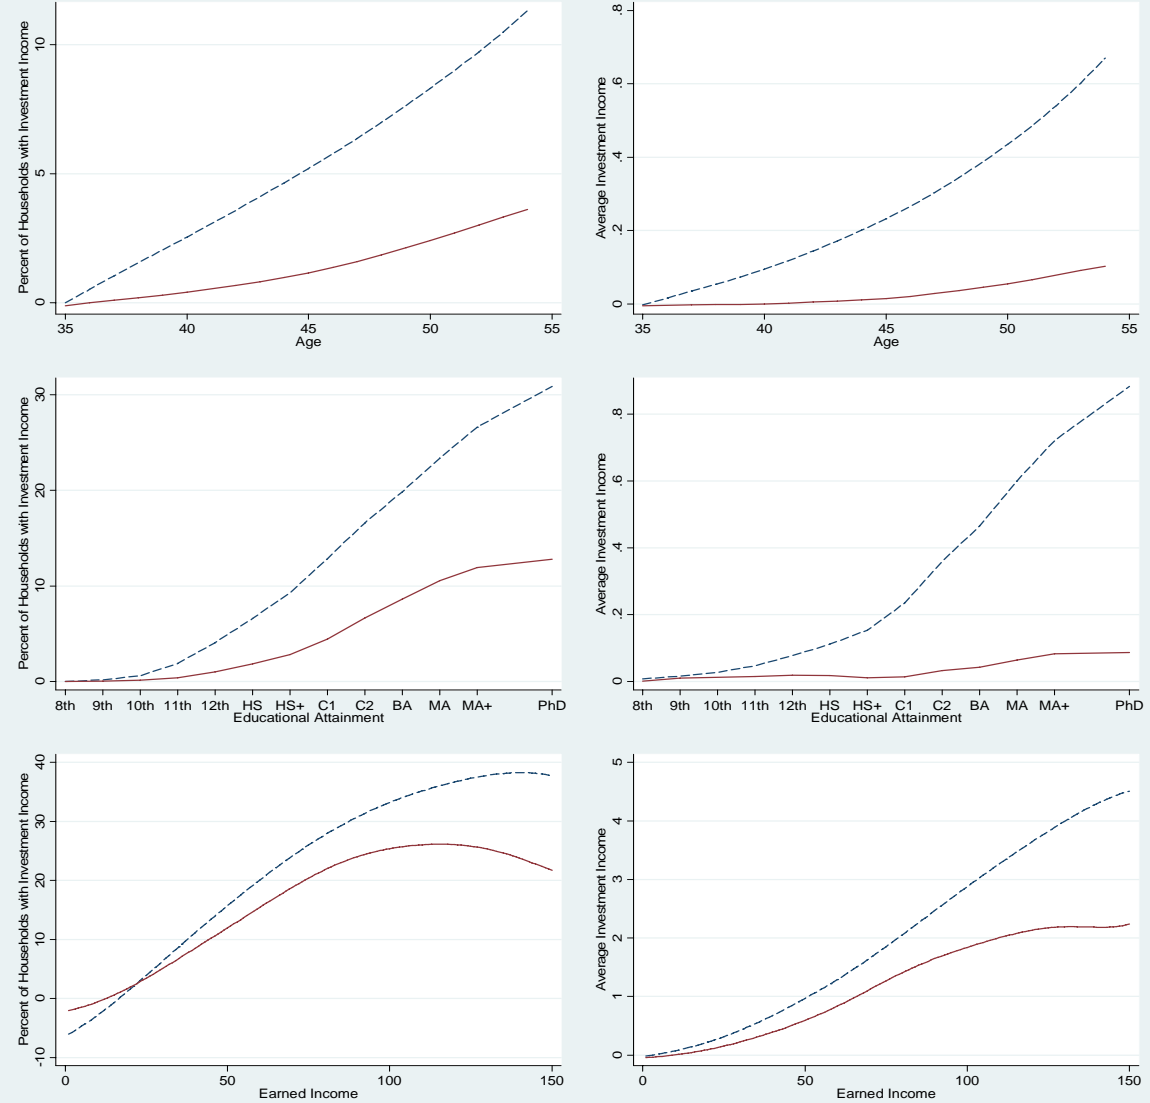 Percent of Households with Investment Income
10
5
0
35 40 45 50 55
Age
Average Investment Income
.8
.6
.4
.2
0
35 40 45 50 55
Age
Percent of Households with Investment Income
30
20
10
0
8th 9th 10th 11th 12th HS HS+ C1 C2 BA MA MA+ PhD
Educational Attainment
Average Investment Income
.8
.6
.4
.2
0
8th 9th 10th 11th 12th HS HS+ C1 C2 BA MA MA+ PhD
Educational Attainment
Percent of Households with Investment Income
40
30
20
10
0
-10
0 50 100 150
Earned Income
Average Investment Income
5
4
3
2
1
0
0 50 100 150
Earned Income